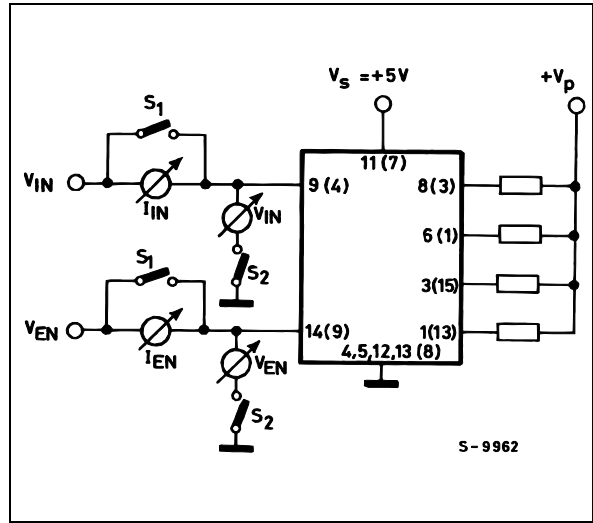 Vs =+5V
+Vp
S1
11(7)
VIN
IIN
9(4)
8(3)
VIN
6(1)
S2
S1
3(15)
VEN
IEN
14(9)
1(13)
4,5,12,13(8)
VEN
S2
S-9962